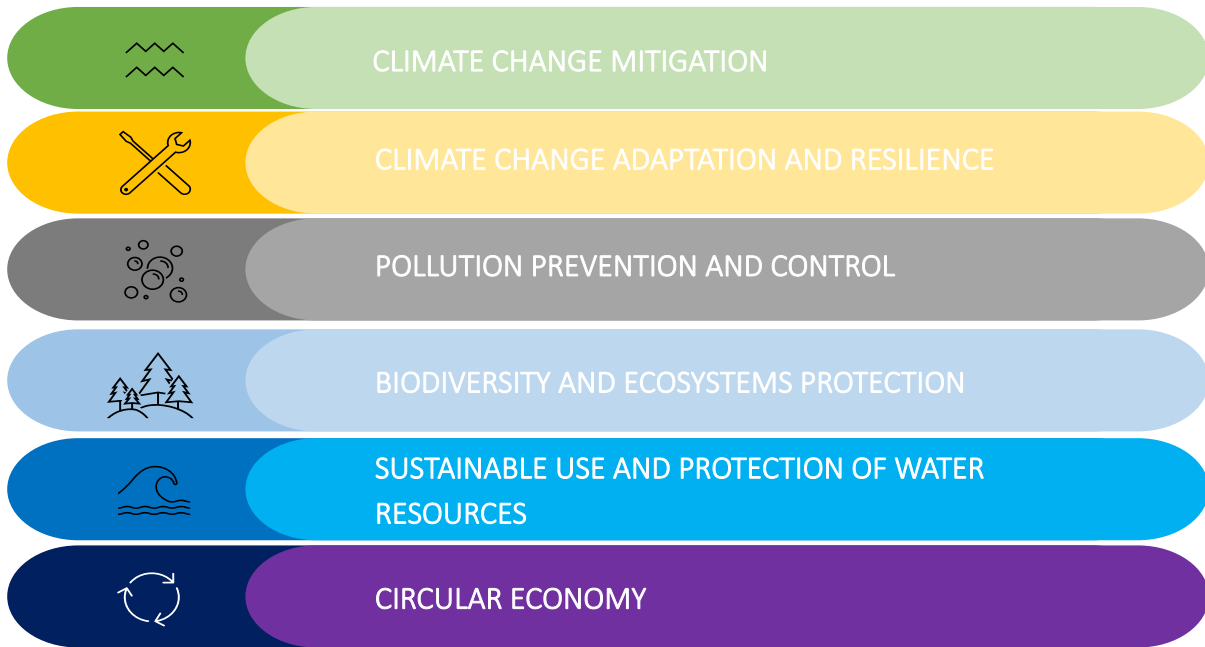 CLIMATE CHANGE MITIGATION
CLIMATE CHANGE ADAPTATION AND RESILIENCE
POLLUTION PREVENTION AND CONTROL
BIODIVERSITY AND ECOSYSTEMS PROTECTION
SUSTAINABLE USE AND PROTECTION OF WATER
RESOURCES
CIRCULAR ECONOMY